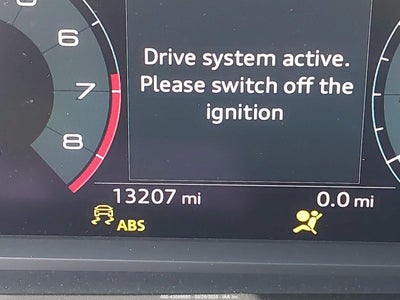 6
7
8
Drive system active.
Please switch off the
ignition
13207 mi
0.0 mi
ABS